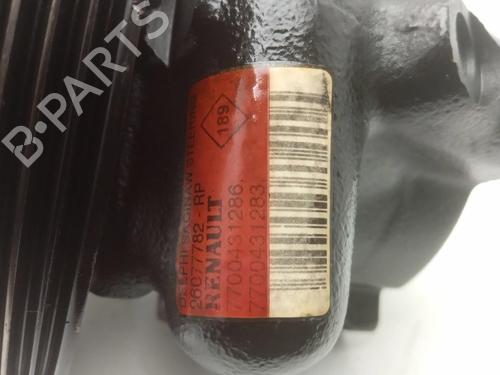 189
DELPHI SAGINAW STEERING
26077782 - RP
RENAULT
7700431286.
7700431283.
B-PARTS